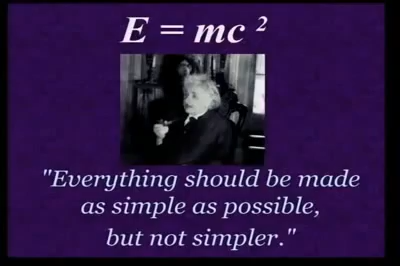 E = mc ²
"Everything should be made
as simple as possible,
but not simpler."